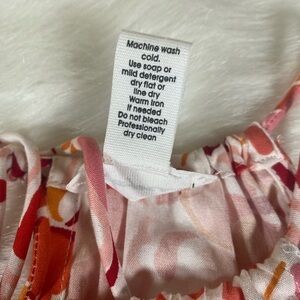 Machine wash
cold.
Use soap or
mild detergent
dry flat or
line dry
Warm Iron
If needed
Do not bleach
Professionally
dry clean